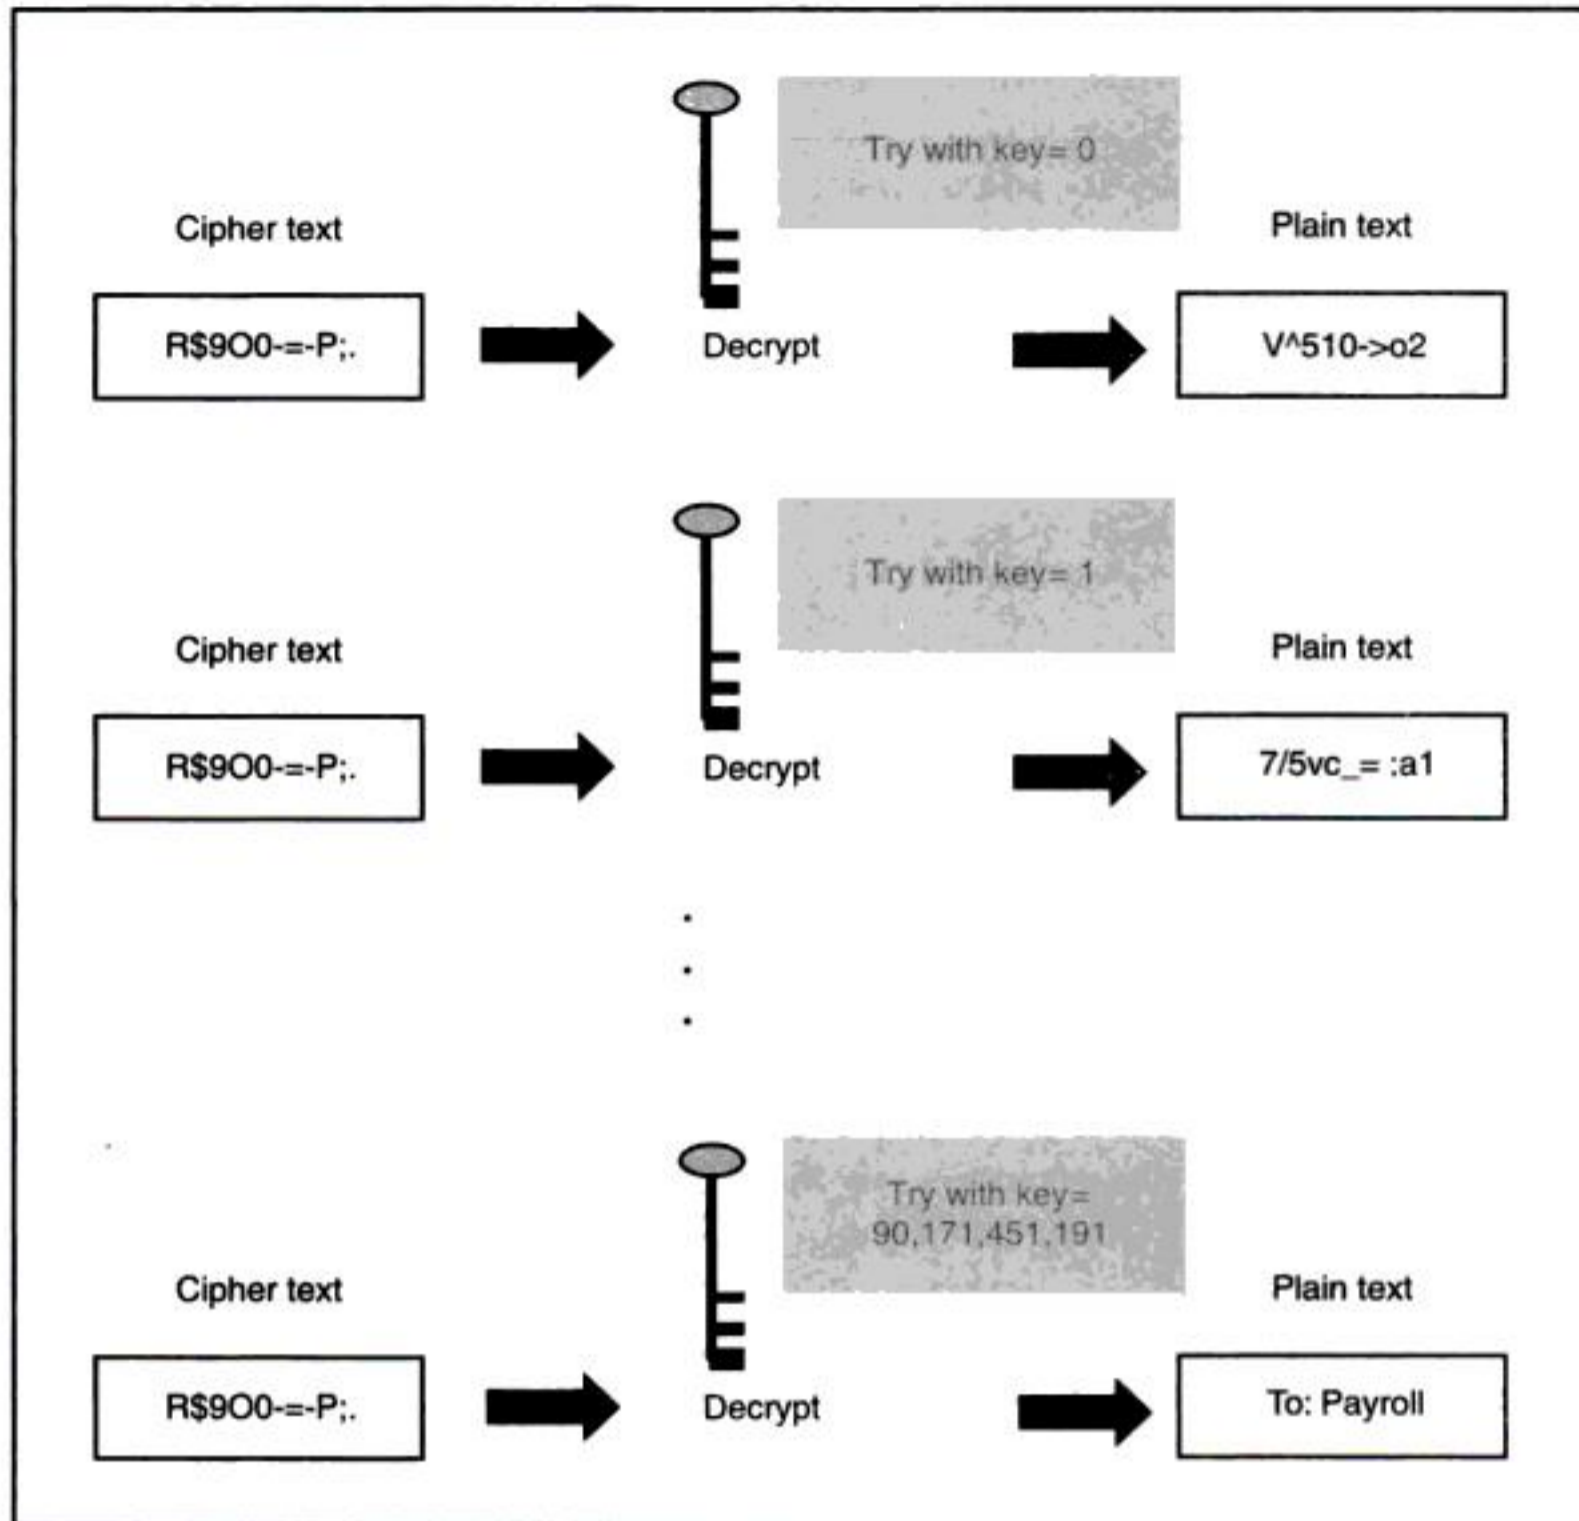 Try with key= 0
Cipher text
Plain text
R$9O0-=-P;.
Decrypt
V^510->o2
Try with key= 1
Cipher text
Plain text
R$9O0-=-P;.
Decrypt
7/5vc_= :a1
.
.
.
Try with key=
90,171,451,191
Cipher text
Plain text
R$9O0-=-P;.
Decrypt
To: Payroll